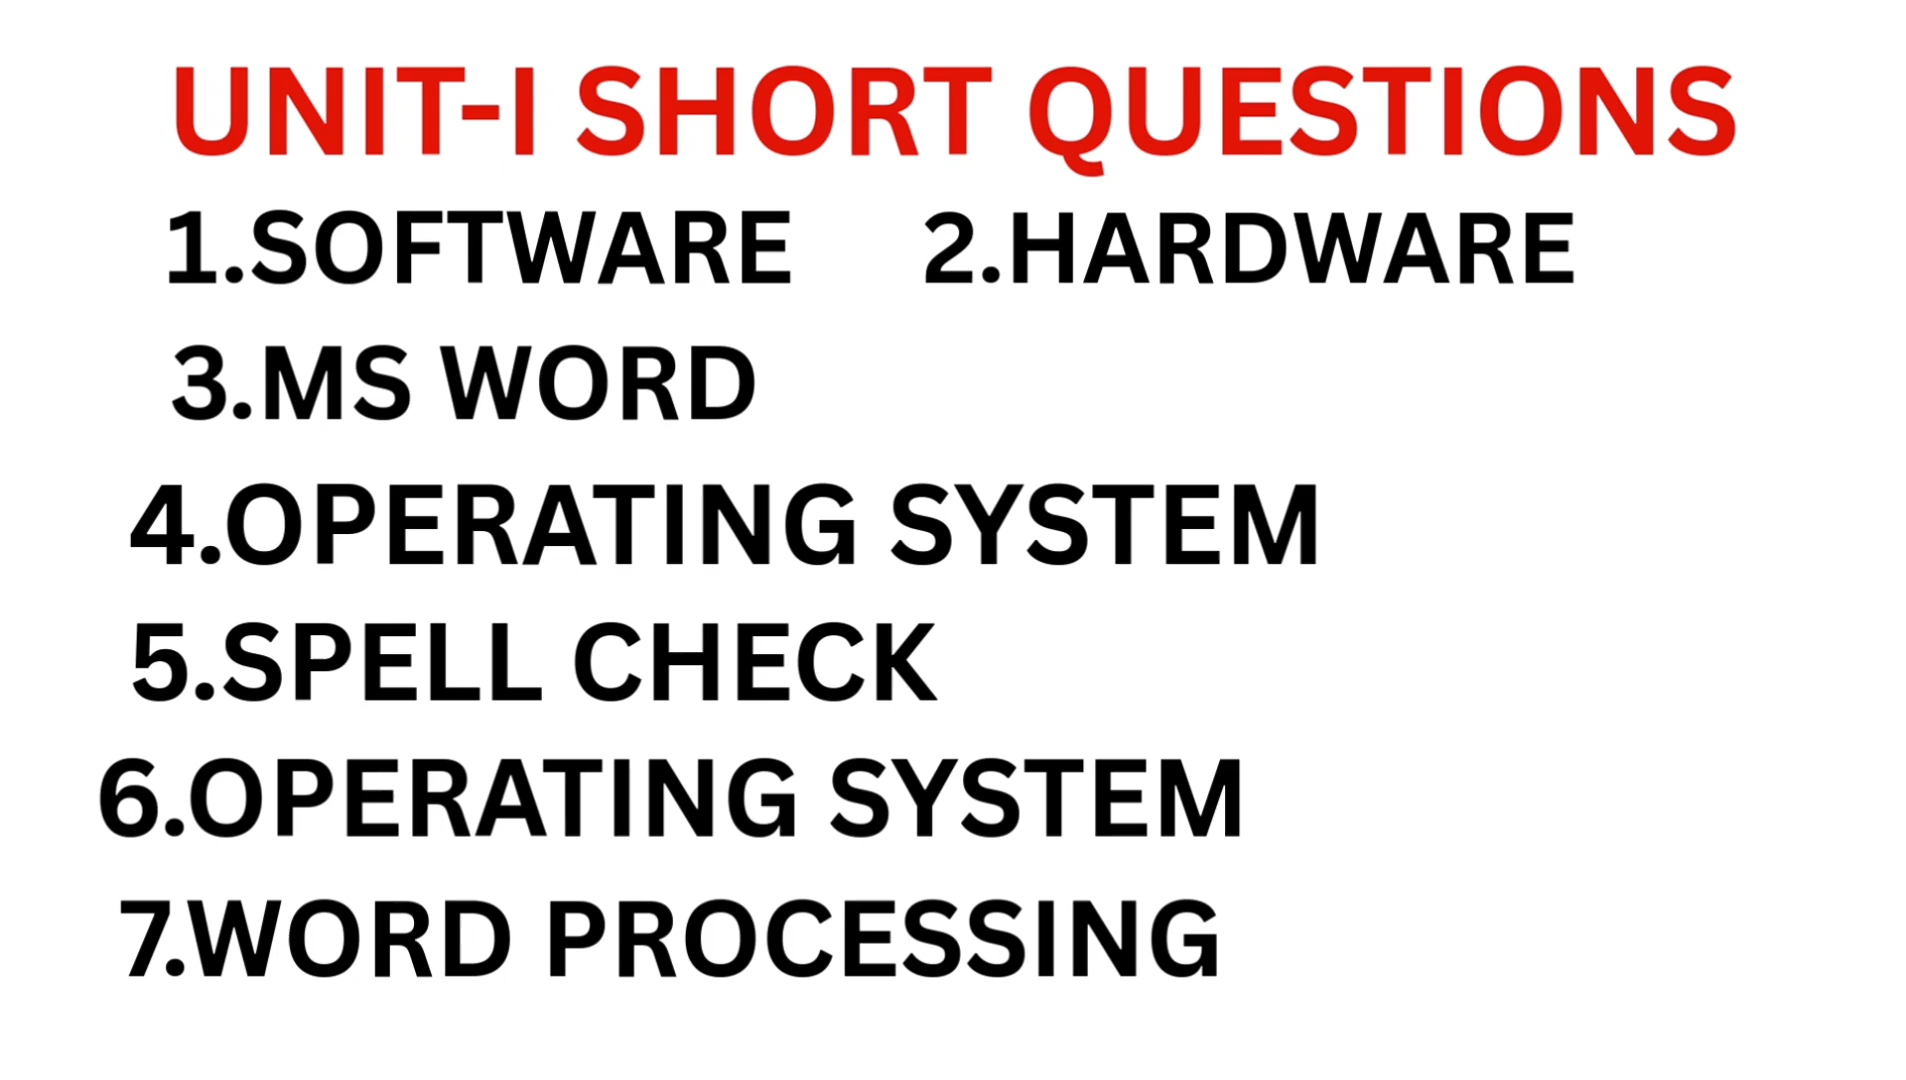 UNIT-I SHORT QUESTIONS
1.SOFTWARE 2.HARDWARE
3.MS WORD
4.OPERATING SYSTEM
5.SPELL CHECK
6.OPERATING SYSTEM
7.WORD PROCESSING